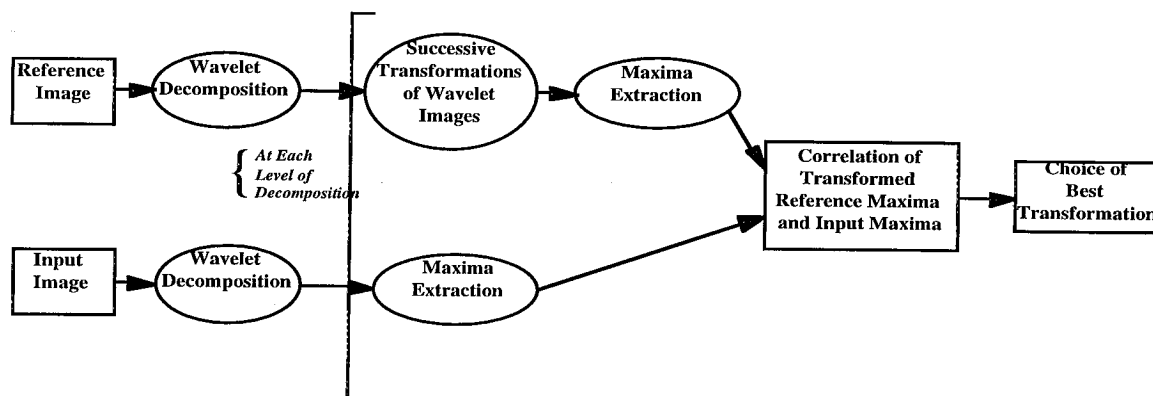 Reference
Image
Wavelet
Decomposition
Successive
Transformations
of Wavelet
Images
Maxima
Extraction
{ At Each
Level of
Decomposition
Correlation of
Transformed
Reference Maxima
and Input Maxima
Choice of
Best
Transformation
Input
Image
Wavelet
Decomposition
Maxima
Extraction